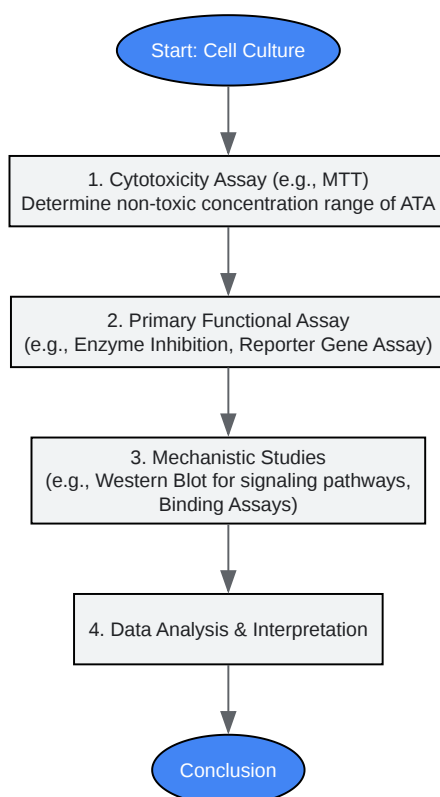 Start: Cell Culture
1. Cytotoxicity Assay (e.g., MTT)
Determine non-toxic concentration range of ATA
2. Primary Functional Assay
(e.g., Enzyme Inhibition, Reporter Gene Assay)
3. Mechanistic Studies
(e.g., Western Blot for signaling pathways,
Binding Assays)
4. Data Analysis & Interpretation
Conclusion